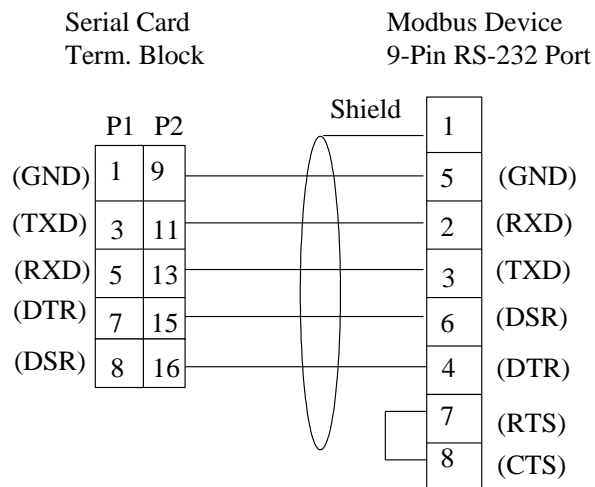 Serial Card Modbus Device
Term. Block 9-Pin RS-232 Port
Shield
P1 P2 1
(GND) 1 9 5 (GND)
(TXD) 3 11 2 (RXD)
(RXD) 5 13 3 (TXD)
(DTR) 7 15 6 (DSR)
(DSR) 8 16 4 (DTR)
7 (RTS)
8 (CTS)